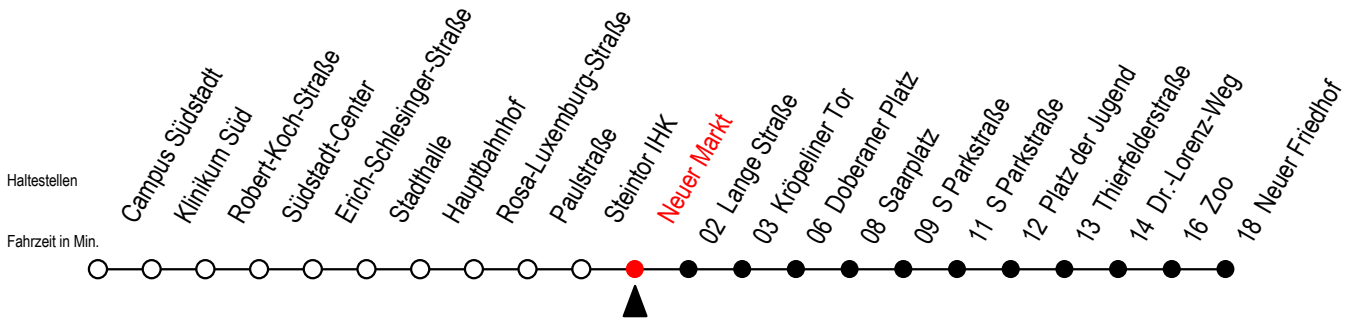 Haltestellen
Fahrzeit in Min.
Campus Südstadt
Klinikum Süd
Robert-Koch-Straße
Südstadt-Center
Erich-Schlesinger-Straße
Stadthalle
Hauptbahnhof
Rosa-Luxemburg-Straße
Paulstraße
Steintor IHK
Neuer Markt
02 Lange Straße
03 Kröpeliner Tor
06 Doberaner Platz
08 Saarplatz
09 S Parkstraße
11 S Parkstraße
12 Platz der Jugend
13 Thierfelderstraße
14 Dr.-Lorenz-Weg
16 Zoo
18 Neuer Friedhof